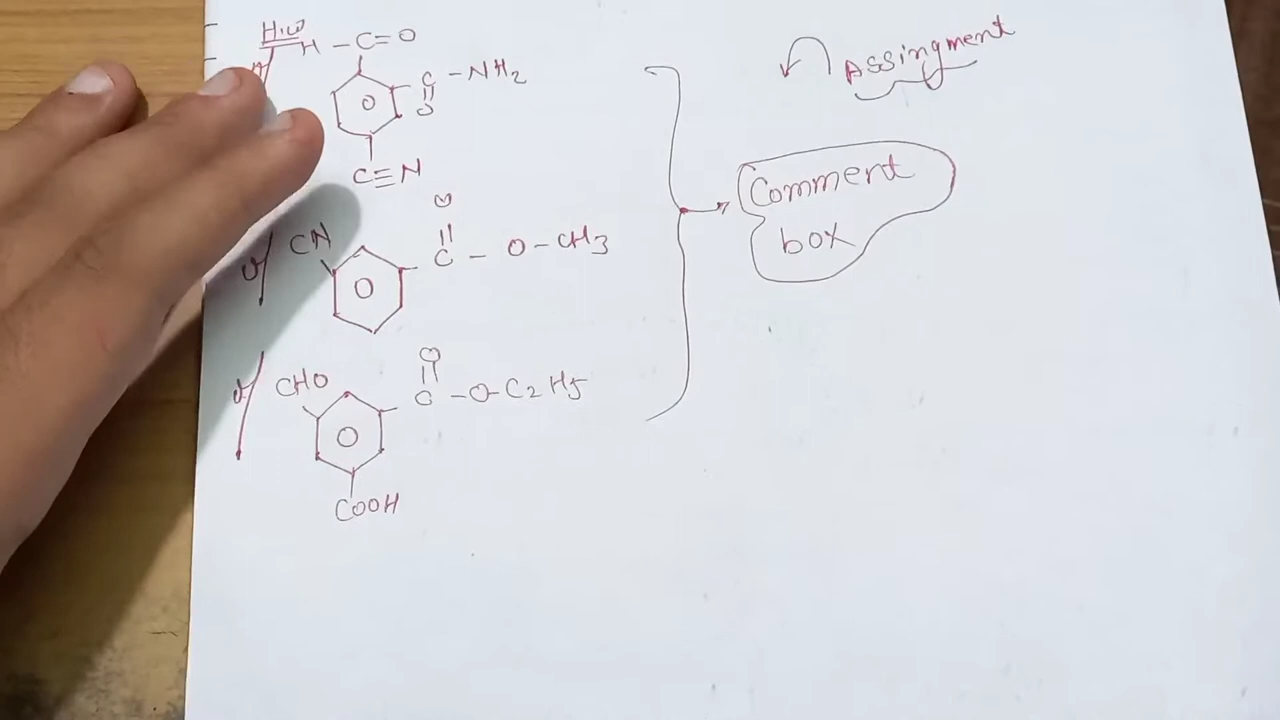 H.W
Assingment
H-C=O
C-NH2
O
C≡N
Comment
box
O
CN
C-O-CH3
O
CHO
C-O-C2H5
COOH